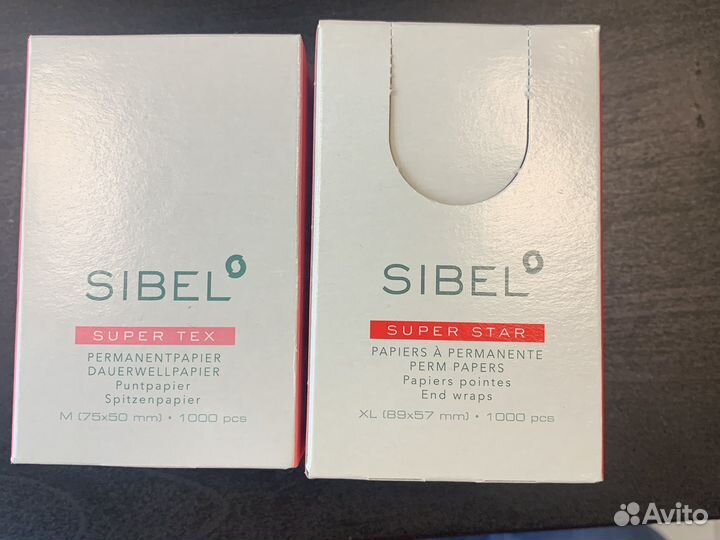 SIBEL
SUPER TEX
PERMANENTPAPIER
DAUERWELLPAPIER
Puntpapier
Spitzenpapier
M (75x50 mm) • 1000 pcs
SIBEL
SUPER STAR
PAPIERS À PERMANENTE
PERM PAPERS
Papiers pointes
End wraps
XL (89x57 mm) • 1000 pcs
Avito